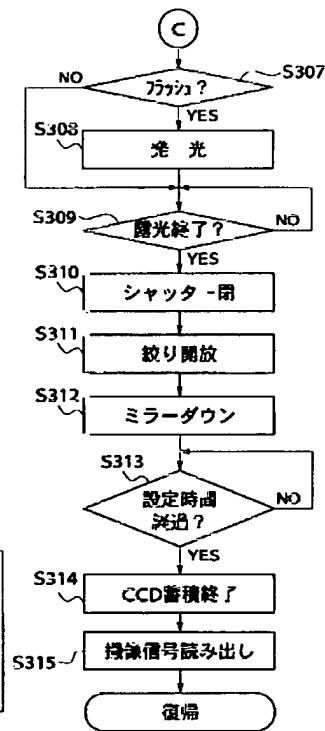 C
S307
NO
フラッシュ？
YES
S308
発 光
S309
露光終了？
NO
YES
S310
シャッター閉
S311
絞り開放
S312
ミラーダウン
S313
設定時間
経過？
NO
YES
S314
CCD蓄積終了
S315
撮像信号読み出し
復帰